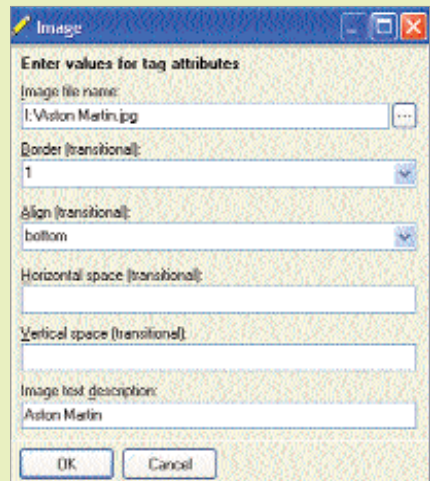 Image
Enter values for tag attributes
Image file name:
I:\Aston Martin.jpg
...
Border (transitional):
1
Align (transitional):
bottom
Horizontal space (transitional):
Vertical space (transitional):
Image text description:
Aston Martin
OK
Cancel